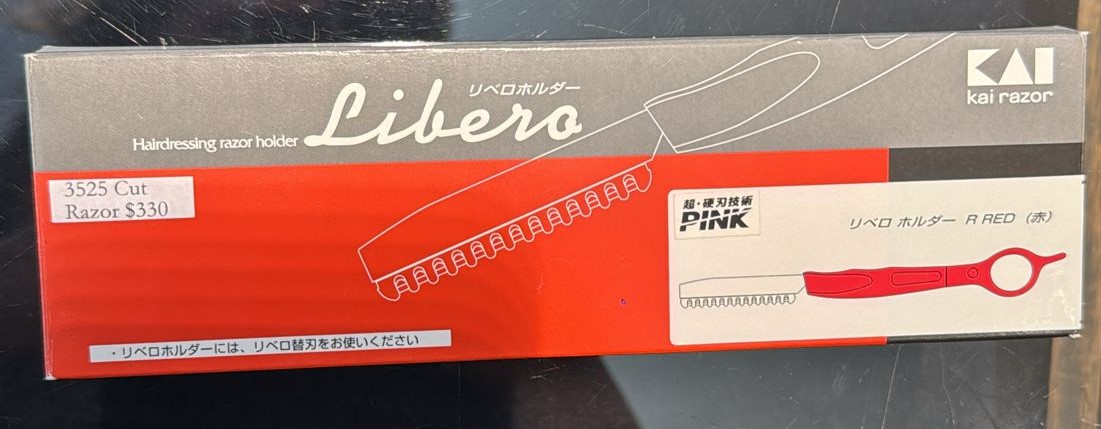 リベロホルダー
Hairdressing razor holder Libero
KAI
kai razor
3525 Cut
Razor $330
超・硬刃技術
PINK
リベロ ホルダー R RED （赤）
・リベロホルダーには、リベロ替刃をお使いください